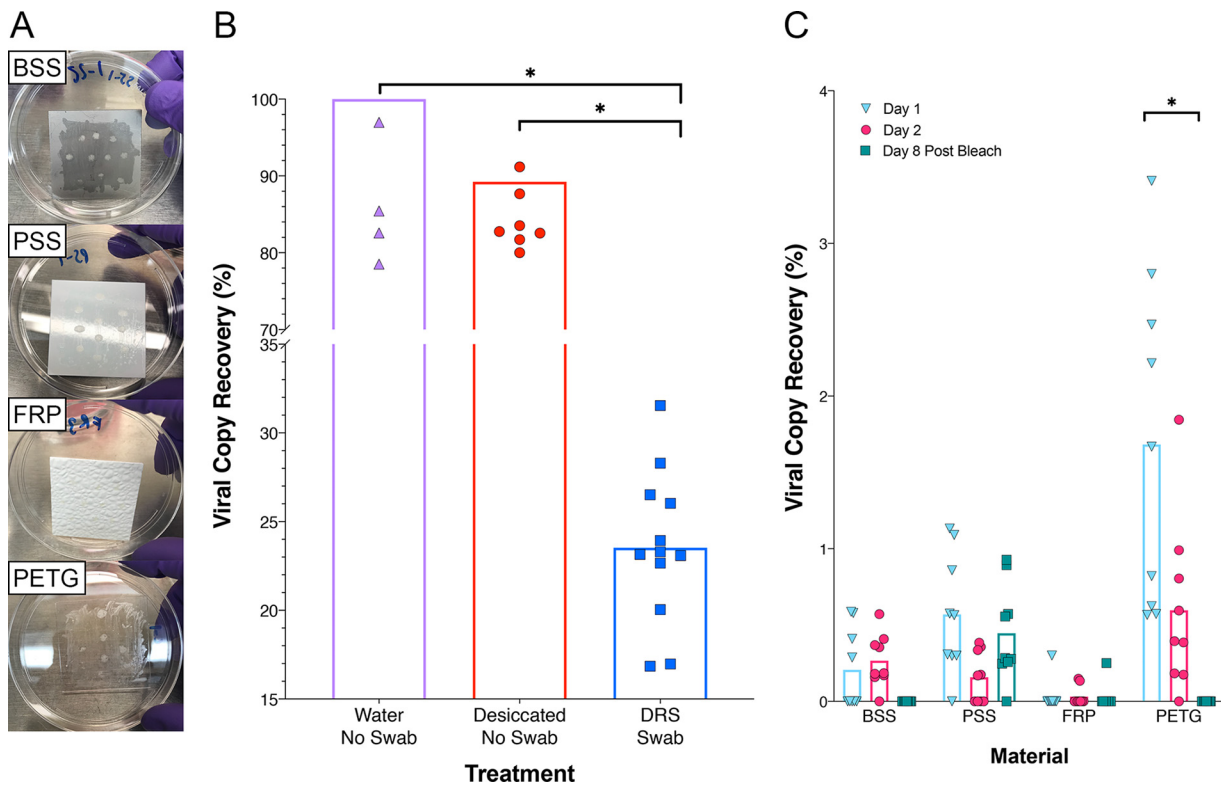 A
BSS
PSS
FRP
PETG
B
*
*
Viral Copy Recovery (%)
100
90
80
70
35
30
25
20
15
Water
No Swab
Desiccated
No Swab
DRS
Swab
Treatment
C
Viral Copy Recovery (%)
4
3
2
1
0
Day 1
Day 2
Day 8 Post Bleach
*
BSS
PSS
FRP
PETG
Material